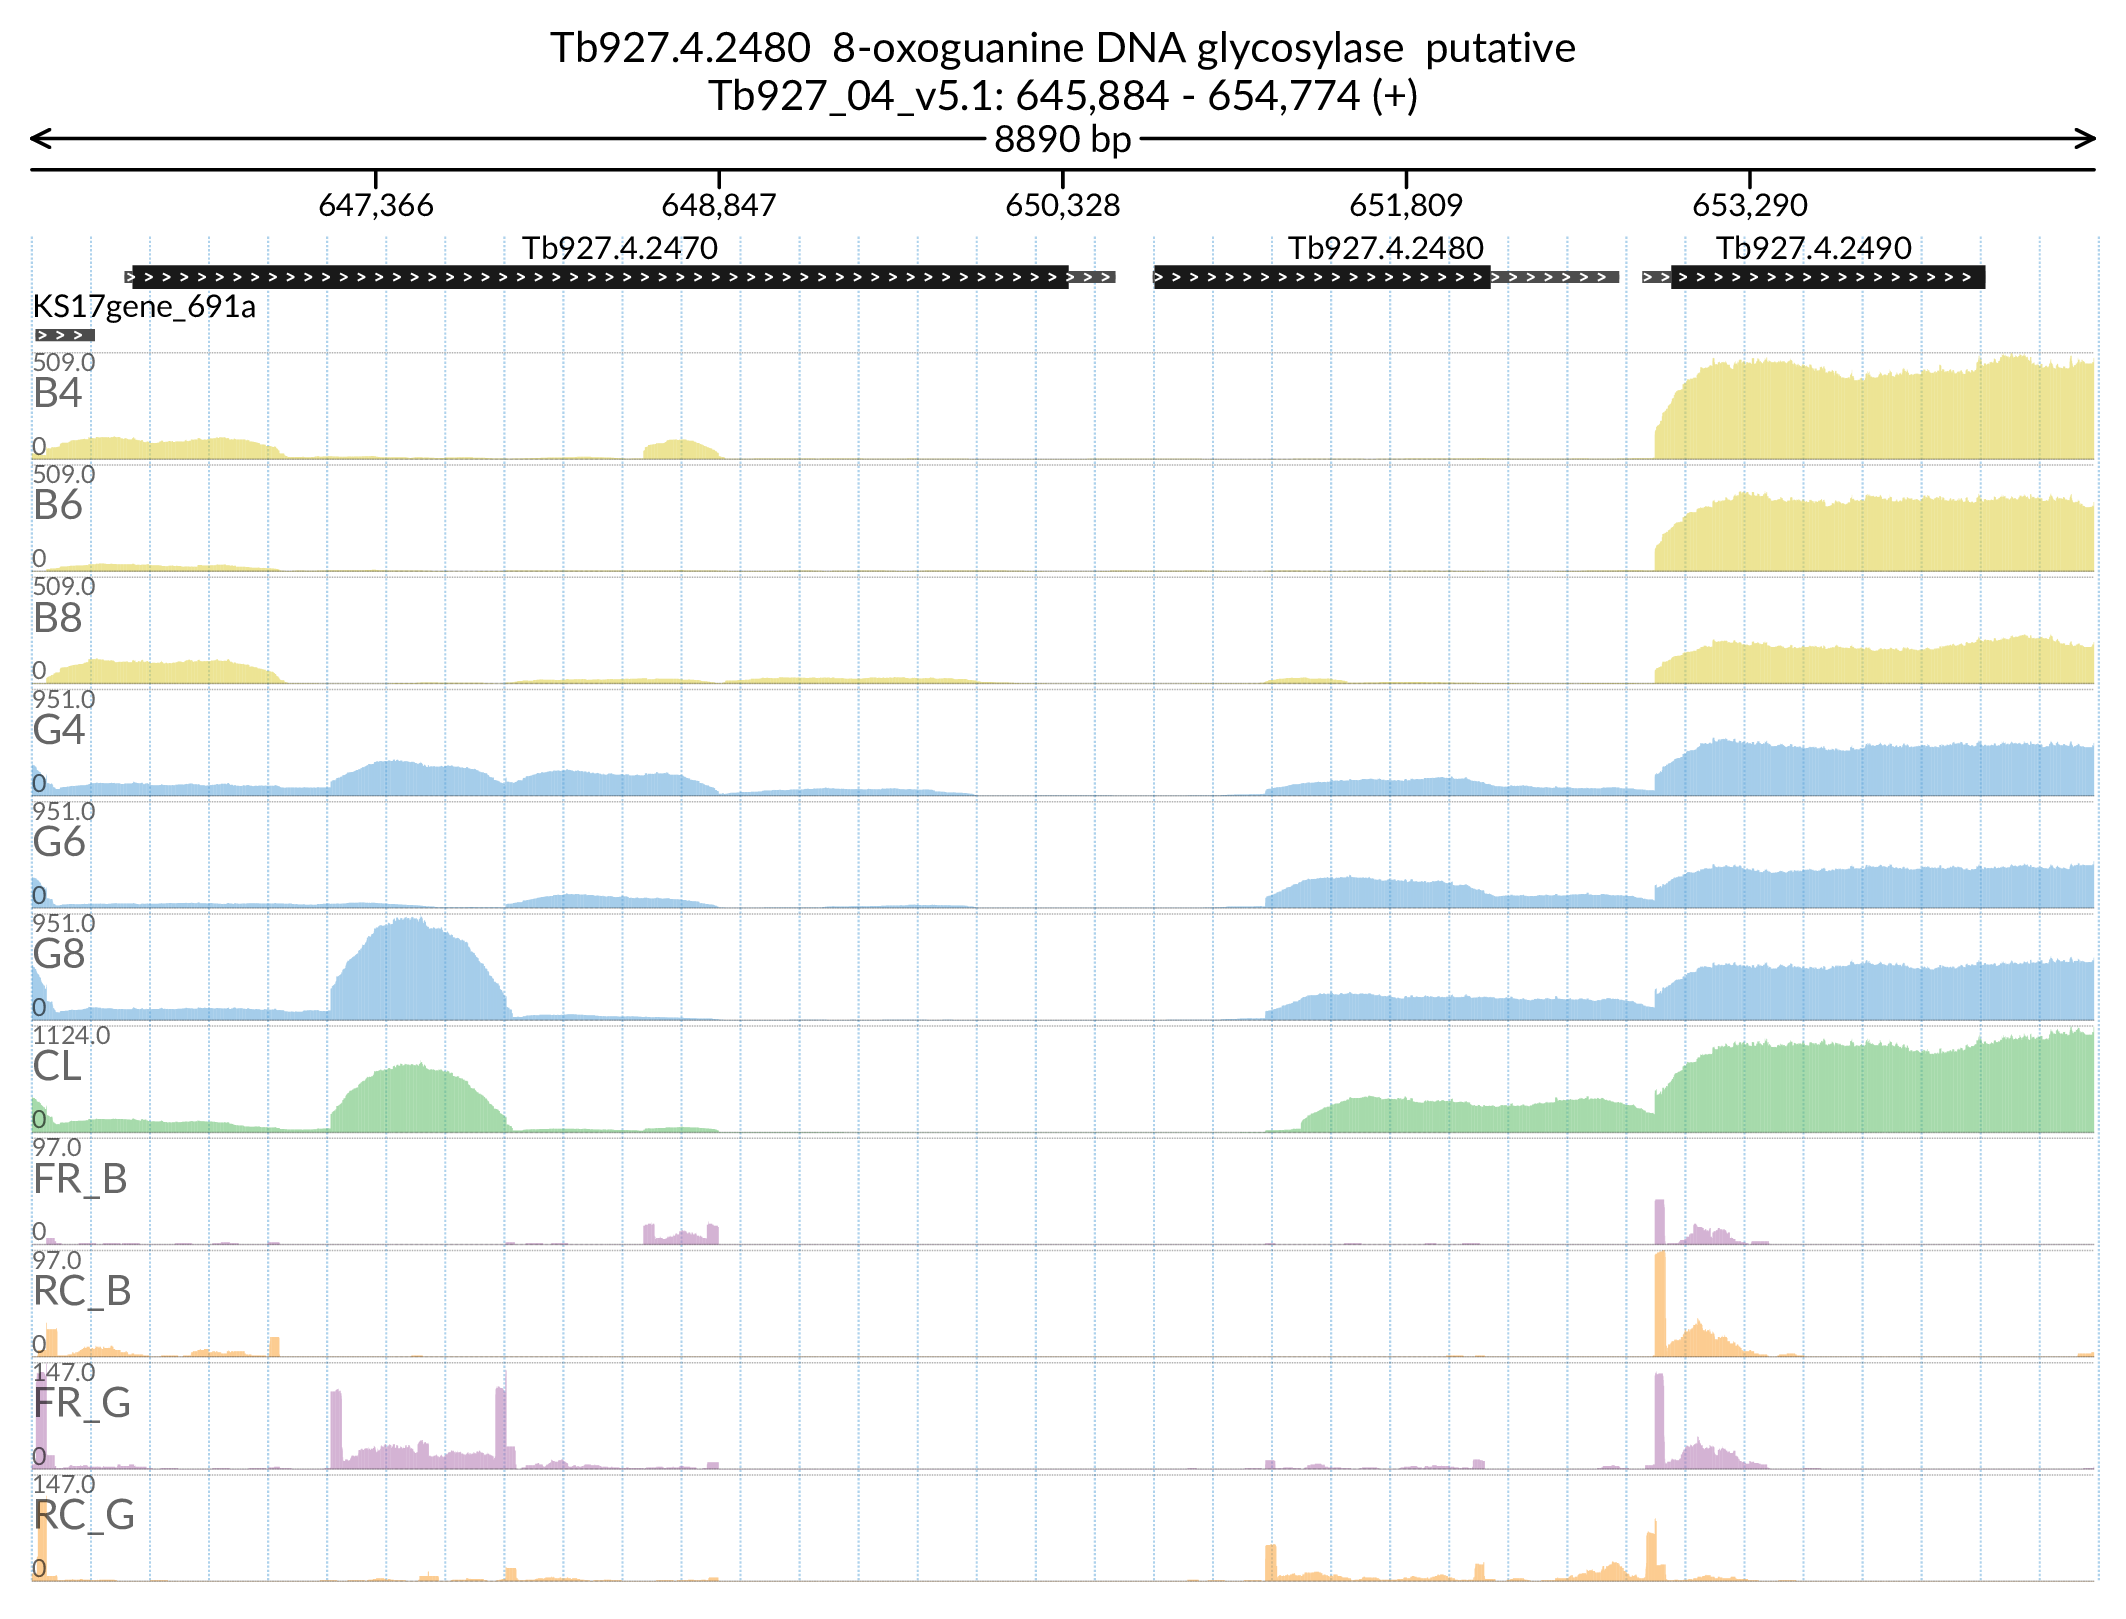 Tb927.4.2480  8-oxoguanine DNA glycosylase  putative
Tb927_04_v5.1: 645,884 - 654,774 (+)
8890 bp
647,366 648,847 650,328 651,809 653,290
Tb927.4.2470 Tb927.4.2480 Tb927.4.2490
KS17gene_691a
509.0
B4
0
509.0
B6
0
509.0
B8
0
951.0
G4
0
951.0
G6
0
951.0
G8
0
1124.0
CL
0
97.0
FR_B
0
97.0
RC_B
0
147.0
FR_G
0
147.0
RC_G
0